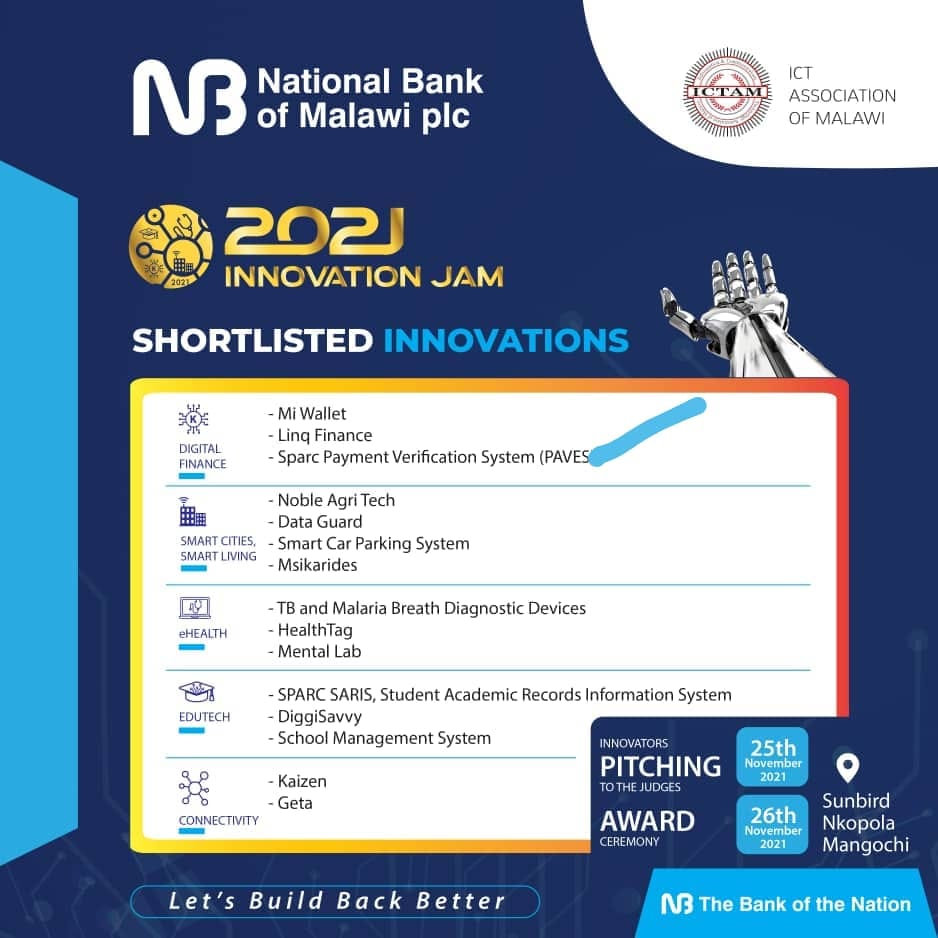 NB National Bank
of Malawi plc
ICTAM
ICT
ASSOCIATION
OF MALAWI
2021
INNOVATION JAM
2021
SHORTLISTED INNOVATIONS
K
DIGITAL
FINANCE
- Mi Wallet
- Linq Finance
- Sparc Payment Verification System (PAVES
SMART CITIES,
SMART LIVING
- Noble Agri Tech
- Data Guard
- Smart Car Parking System
- Msikarides
eHEALTH
- TB and Malaria Breath Diagnostic Devices
- HealthTag
- Mental Lab
EDUTECH
- SPARC SARIS, Student Academic Records Information System
- DiggiSavvy
- School Management System
CONNECTIVITY
- Kaizen
- Geta
INNOVATORS
PITCHING
TO THE JUDGES
25th
November
2021
AWARD
CEREMONY
26th
November
2021
Sunbird
Nkopola
Mangochi
Let's Build Back Better
NB The Bank of the Nation